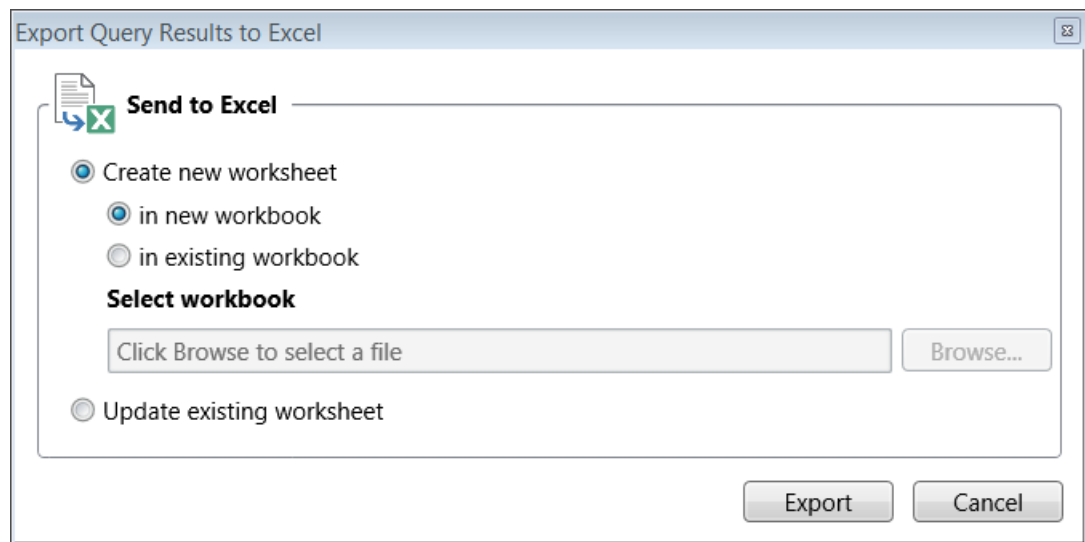 Export Query Results to Excel
Send to Excel
Create new worksheet
in new workbook
in existing workbook
Select workbook
Click Browse to select a file
Browse...
Update existing worksheet
Export
Cancel